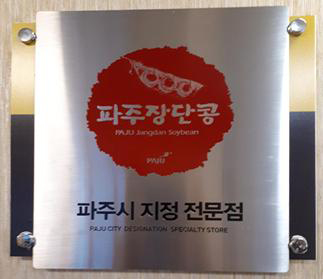 파주장단콩
PAJU Jangdan Soybean
PAJU
파주시 지정 전문점
PAJU CITY DESIGNATION SPECIALTY STORE